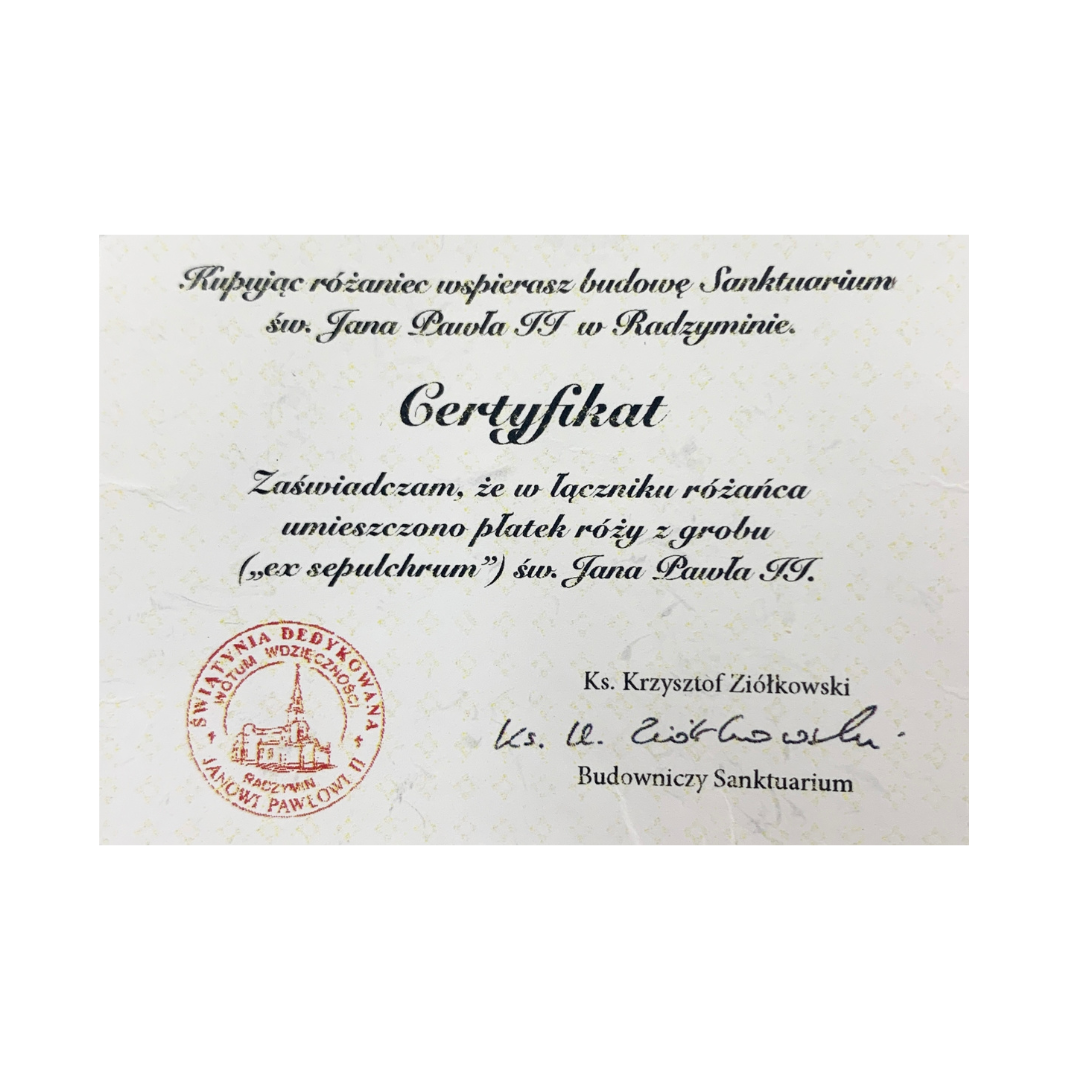 Kupując różaniec wspierasz budowę Sanktuarium
św. Jana Pawła II w Radzyminie.
Certyfikat
Zaświadczam, że w łączniku różańca
umieszczono płatek róży z grobu
(„ex sepulchrum”) św. Jana Pawła II.
ŚWIĄTYNIA DEDYKOWANA
WOTUM WDZIĘCZNOŚCI
RADZYMIN
JANOWI PAWŁOWI II
Ks. Krzysztof Ziółkowski
Ks. K. Ziółkowski
Budowniczy Sanktuarium